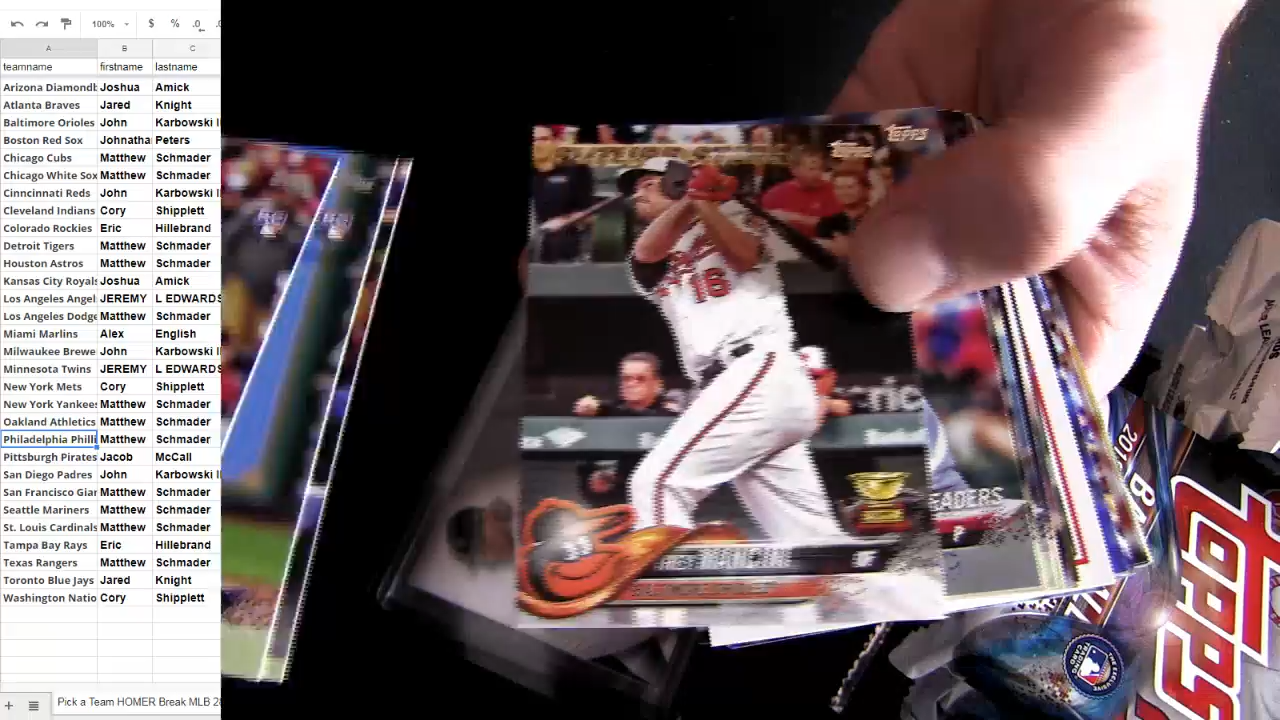 100%
$
%
.0
A
B
C
teamname firstname lastname
Arizona Diamondb Joshua Amick
Atlanta Braves Jared Knight
Baltimore Orioles John Karbowski I
Boston Red Sox Johnatha Peters
Chicago Cubs Matthew Schmader
Chicago White Sox Matthew Schmader
Cinncinnati Reds John Karbowski I
Cleveland Indians Cory Shipplett
Colorado Rockies Eric Hillebrand
Detroit Tigers Matthew Schmader
Houston Astros Matthew Schmader
Kansas City Royals Joshua Amick
Los Angeles Angel JEREMY L EDWARDS
Los Angeles Dodge Matthew Schmader
Miami Marlins Alex English
Milwaukee Brewe John Karbowski I
Minnesota Twins JEREMY L EDWARDS
New York Mets Cory Shipplett
New York Yankee Matthew Schmader
Oakland Athletics Matthew Schmader
Philadelphia Philli Matthew Schmader
Pittsburgh Pirates Jacob McCall
San Diego Padres John Karbowski I
San Francisco Gian Matthew Schmader
Seattle Mariners Matthew Schmader
St. Louis Cardinals Matthew Schmader
Tampa Bay Rays Eric Hillebrand
Texas Rangers Matthew Schmader
Toronto Blue Jays Jared Knight
Washington Natio Cory Shipplett
Pick a Team HOMER Break MLB 2
TOPPS
TOPPS
16
MANCINI
EADERS
P
TOPPS